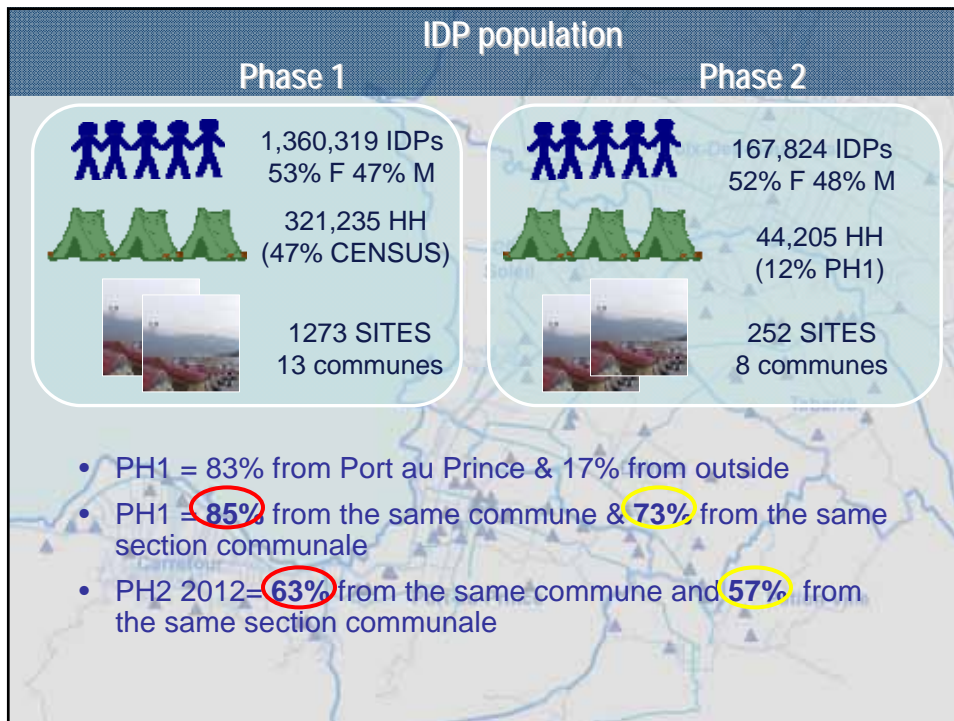 IDP population
Phase 1
Phase 2
1,360,319 IDPs
53% F 47% M
321,235 HH
(47% CENSUS)
1273 SITES
13 communes
167,824 IDPs
52% F 48% M
44,205 HH
(12% PH1)
252 SITES
8 communes
• PH1 = 83% from Port au Prince & 17% from outside
• PH1 = 85% from the same commune & 73% from the same
section communale
• PH2 2012= 63% from the same commune and 57% from
the same section communale
Soleil
Tabarre
Carrefour